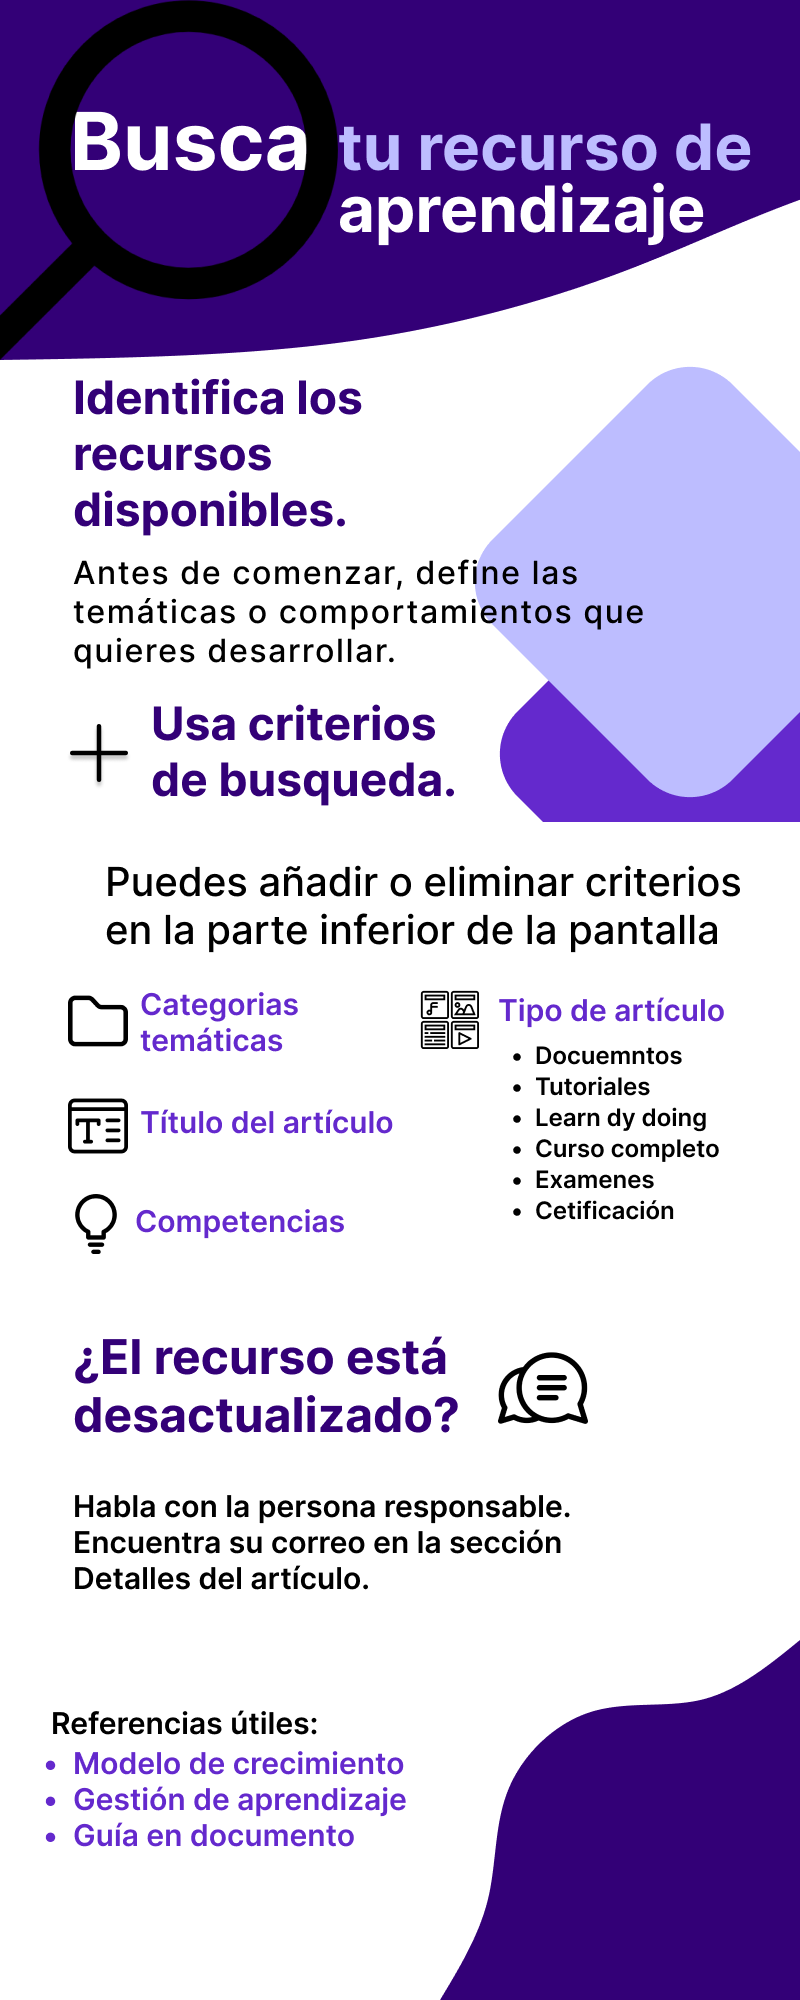 Busca tu recurso de
aprendizaje
Identifica los
recursos
disponibles.
Antes de comenzar, define las
temáticas o comportamientos que
quieres desarrollar.
Usa criterios
de busqueda.
Puedes añadir o eliminar criterios
en la parte inferior de la pantalla
Categorias
temáticas
Título del artículo
Competencias
Tipo de artículo
• Docuemntos
• Tutoriales
• Learn dy doing
• Curso completo
• Examenes
• Cetificación
¿El recurso está
desactualizado?
Habla con la persona responsable.
Encuentra su correo en la sección
Detalles del artículo.
Referencias útiles:
• Modelo de crecimiento
• Gestión de aprendizaje
• Guía en documento